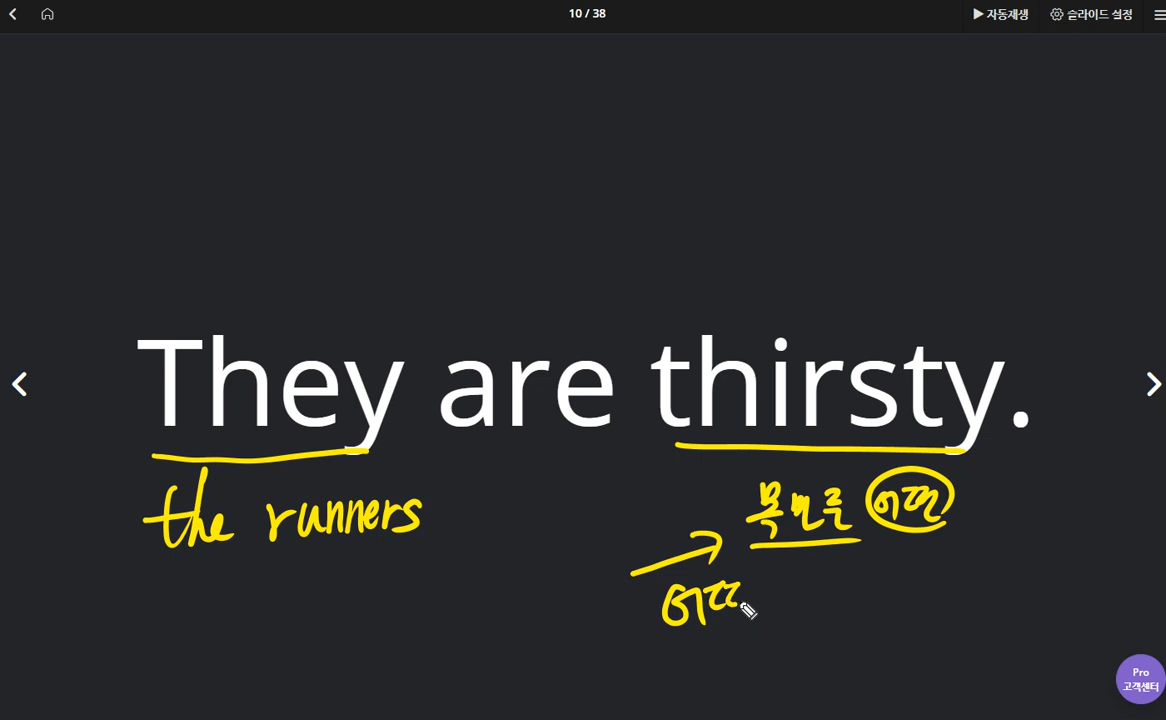 10 / 38
▶ 자동재생
슬라이드 설정
They are thirsty.
the runners
목마른 어떤
어떤
Pro
고객센터